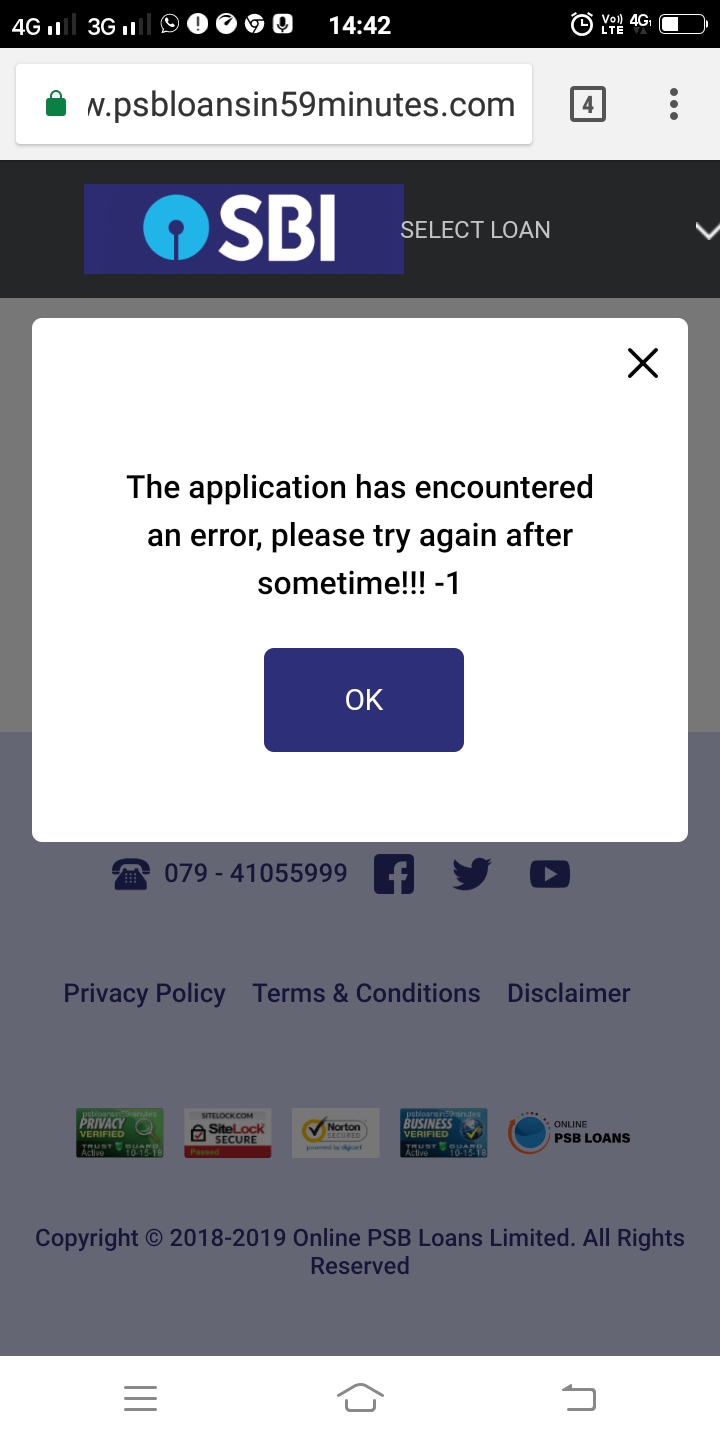 4G 3G 14:42 Vo)) LTE 4G
w.psbloansin59minutes.com 4
SBI SELECT LOAN
The application has encountered
an error, please try again after
sometime!!! -1
OK
079 - 41055999
Privacy Policy Terms & Conditions Disclaimer
psbloansin59minutes
PRIVACY
VERIFIED
TRUST GUARD
Active 10-15-18
SITELOCK.COM
SiteLock
SECURE
Passed
Norton
SECURED
powered by digicert
psbloansin59minutes
BUSINESS
VERIFIED
TRUST GUARD
Active 10-15-18
ONLINE
PSB LOANS
Copyright © 2018-2019 Online PSB Loans Limited. All Rights
Reserved